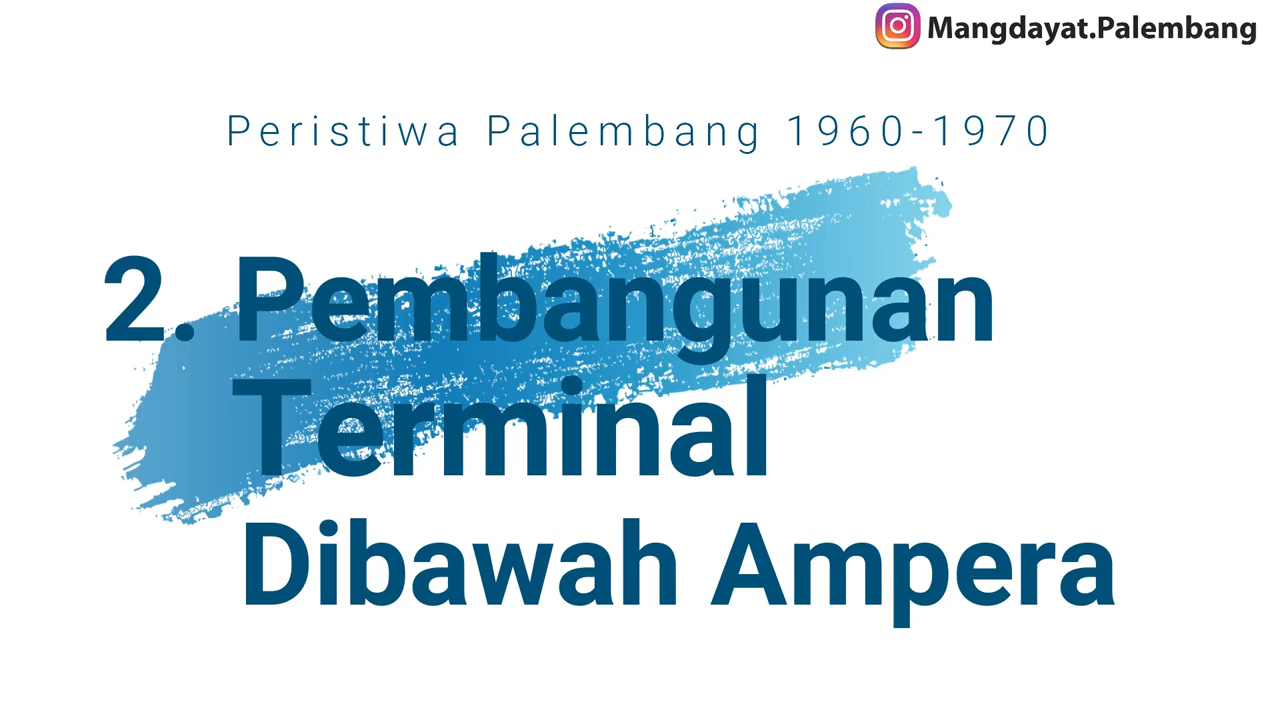 Mangdayat.Palembang
Peristiwa Palembang 1960-1970
2. Pembangunan
Terminal
Dibawah Ampera